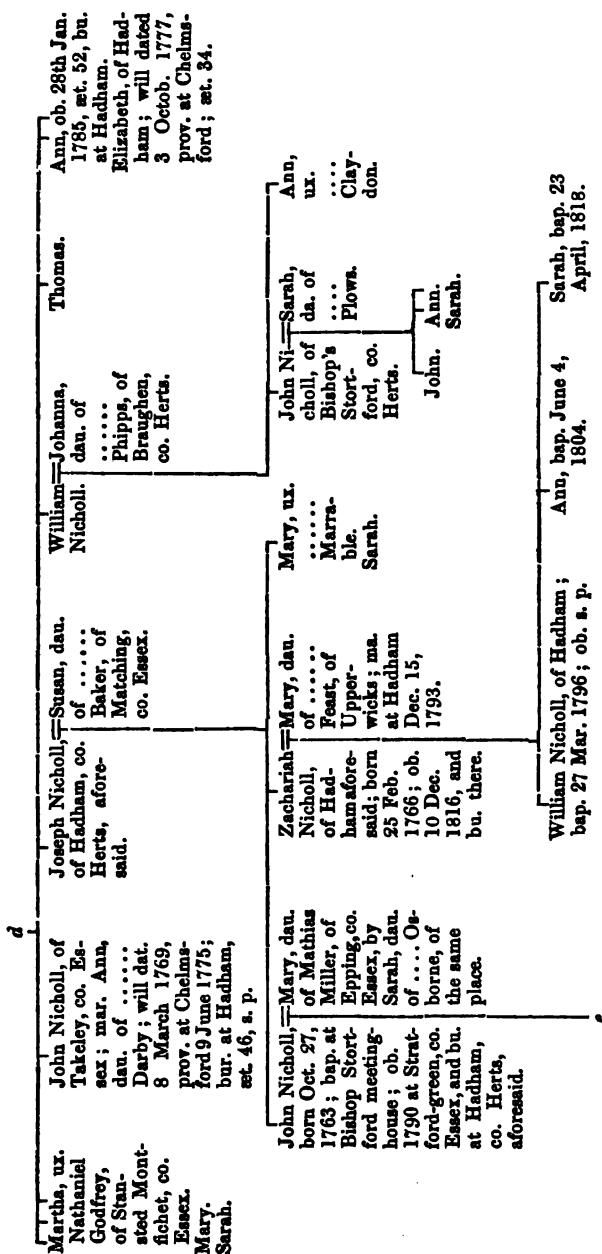 d
Martha, ux.
Nathaniel
Godfrey,
of Stan-
sted Mont-
fichet, co.
Essex.
Mary.
Sarah.
John Nicholl, of
Takeley, co. Es-
sex; mar. Ann,
dau. of ......
Darby; will dat.
8 March 1769,
prov. at Chelms-
ford 9 June 1775;
bur. at Hadham,
æt. 46, s. p.
Joseph Nicholl,
of Hadham, co.
Herts, afore-
said.
Susan, dau.
of ......
Baker, of
Matching,
co. Essex.
William
Nicholl.
Johanna,
dau. of
......
Phipps, of
Braughen,
co. Herts.
Thomas.
Ann, ob. 28th Jan.
1785, æt. 52, bu.
at Hadham.
Elizabeth, of Had-
ham; will dated
3 Octob. 1777,
prov. at Chelms-
ford; æt. 34.
John Nicholl,
born Oct. 27,
1763; bap. at
Bishop Stort-
ford meeting-
house; ob.
1790 at Strat-
ford-green, co.
Essex, and bu.
at Hadham,
co. Herts,
aforesaid.
Mary, dau.
of Mathias
Miller, of
Epping, co.
Essex, by
Sarah, dau.
of .... Os-
borne, of
the same
place.
Zachariah
Nicholl,
of Had-
ham afore-
said; born
25 Feb.
1766; ob.
10 Dec.
1816, and
bu. there.
Mary, dau.
of ......
Feast, of
Upper-
wicks; ma.
at Hadham
Dec. 15,
1793.
Mary, ux.
......
Marra-
ble.
Sarah.
John Ni-
choll, of
Bishop's
Stort-
ford, co.
Herts.
Sarah,
da. of
....
Plows.
Ann,
ux.
....
Clay-
don.
John.
Ann.
Sarah.
William Nicholl, of Hadham;
bap. 27 Mar. 1796; ob. s. p.
Ann, bap. June 4,
1804.
Sarah, bap. 23
April, 1818.
e